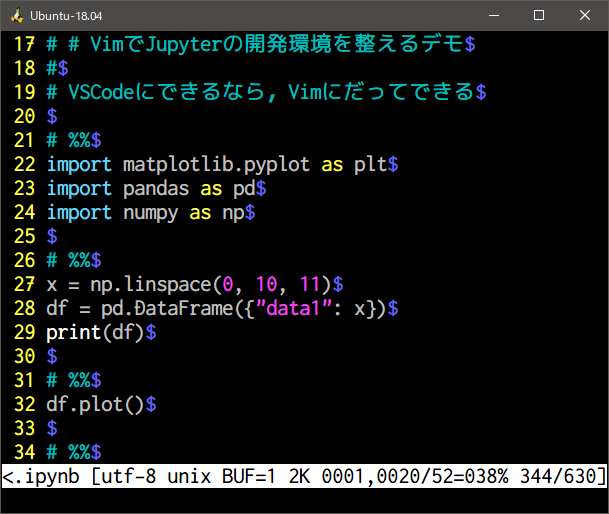 Ubuntu-18.04
17 # # VimでJupyterの開発環境を整えるデモ$
18 #$
19 # VSCodeにできるなら, Vimにだってできる$
20 $
21 # %%$
22 import matplotlib.pyplot as plt$
23 import pandas as pd$
24 import numpy as np$
25 $
26 # %%$
27 x = np.linspace(0, 10, 11)$
28 df = pd.DataFrame({"data1": x})$
29 print(df)$
30 $
31 # %%$
32 df.plot()$
33 $
34 # %%$
<.ipynb [utf-8 unix BUF=1 2K 0001,0020/52=038% 344/630]